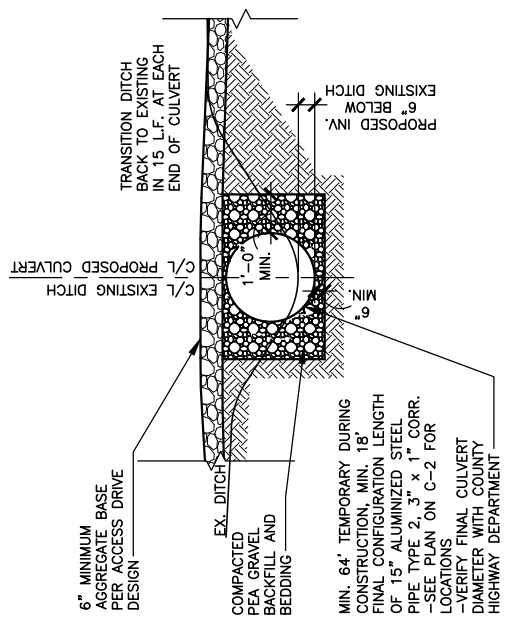 6" MINIMUM
AGGREGATE BASE
PER ACCESS DRIVE
DESIGN
EX. DITCH
COMPACTED
PEA GRAVEL
BACKFILL AND
BEDDING
MIN. 64' TEMPORARY DURING
CONSTRUCTION, MIN. 18'
FINAL CONFIGURATION LENGTH
OF 15" ALUMINIZED STEEL
PIPE TYPE 2, 3" x 1" CORR.
-SEE PLAN ON C-2 FOR
LOCATIONS
-VERIFY FINAL CULVERT
DIAMETER WITH COUNTY
HIGHWAY DEPARTMENT
C/L
EXISTING DITCH
C/L
PROPOSED CULVERT
1'-0"
MIN.
6"
MIN.
TRANSITION DITCH
BACK TO EXISTING
IN 15 L.F. AT EACH
END OF CULVERT
PROPOSED INV.
6" BELOW
EXISTING DITCH